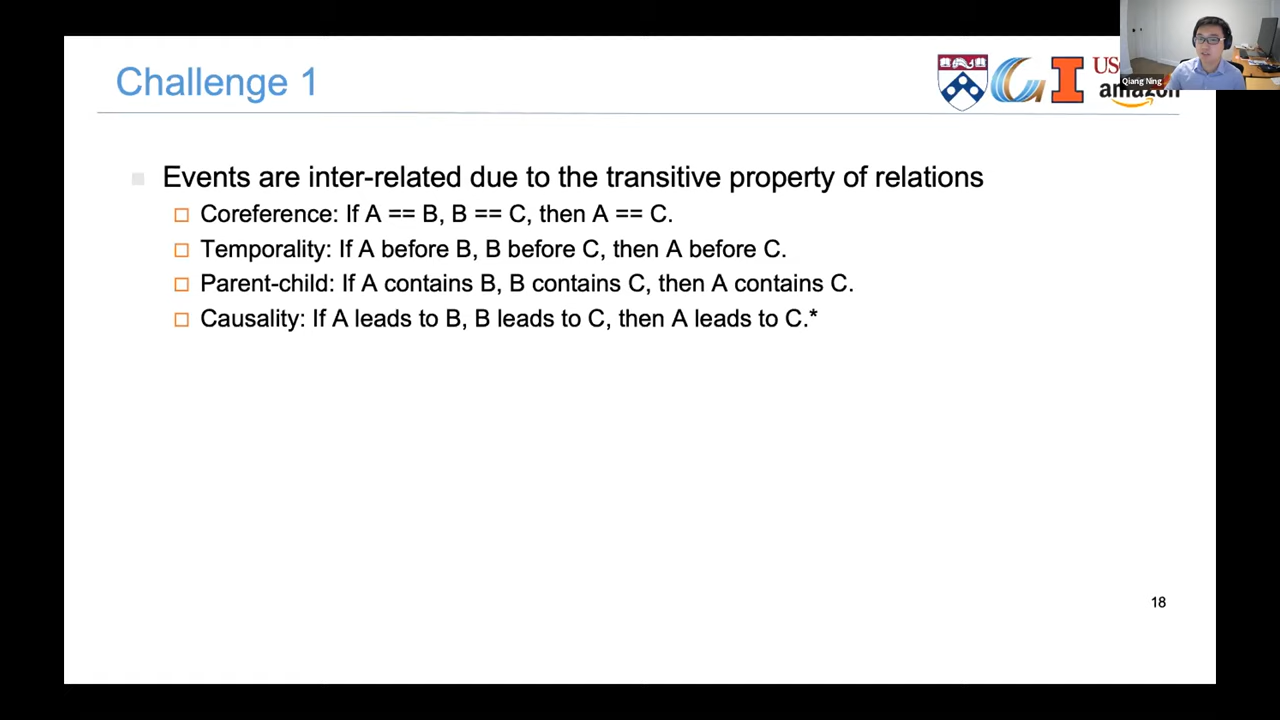 Challenge 1
US
amazon
Qiang Ning
Events are inter-related due to the transitive property of relations
Coreference: If A == B, B == C, then A == C.
Temporality: If A before B, B before C, then A before C.
Parent-child: If A contains B, B contains C, then A contains C.
Causality: If A leads to B, B leads to C, then A leads to C.*
18